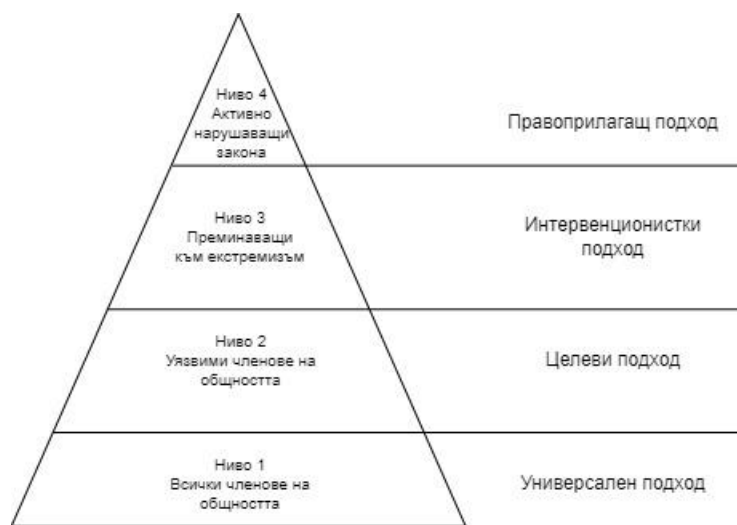 Ниво 4
Активно
нарушаващи
закона
Правоприлагащ подход
Ниво 3
Преминаващи
към екстремизъм
Интервенционистки
подход
Ниво 2
Уязвими членове на
общността
Целеви подход
Ниво 1
Всички членове на
общността
Универсален подход